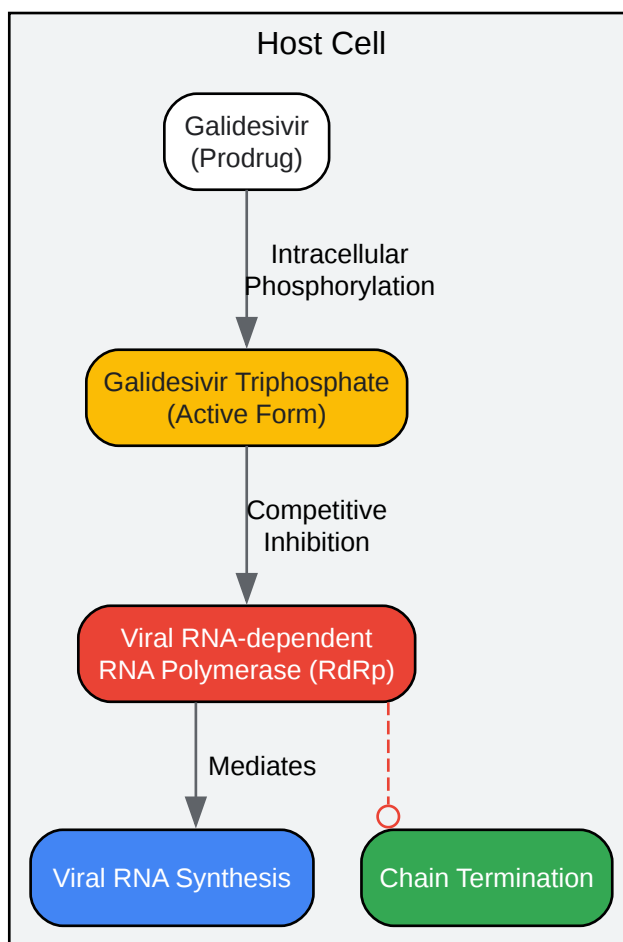 Host Cell
Galidesivir
(Prodrug)
Intracellular
Phosphorylation
Galidesivir Triphosphate
(Active Form)
Competitive
Inhibition
Viral RNA-dependent
RNA Polymerase (RdRp)
Mediates
Viral RNA Synthesis
Chain Termination